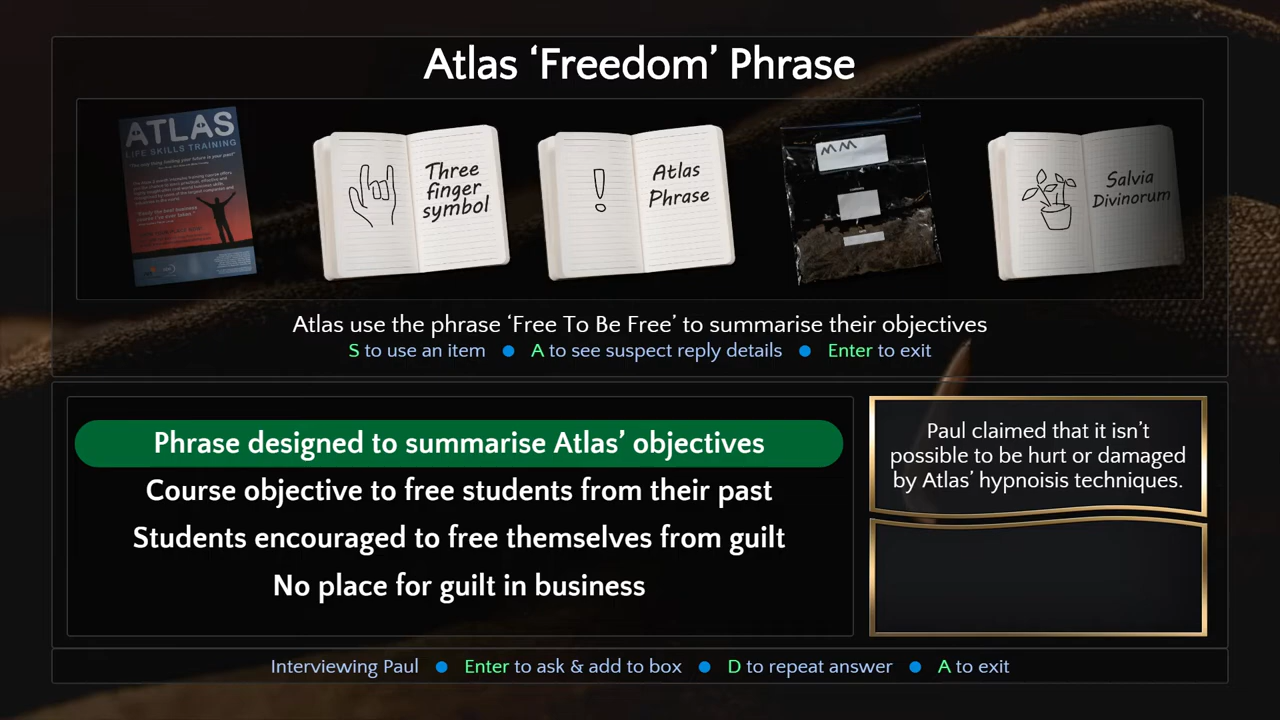 Atlas ‘Freedom’ Phrase
ATLAS
LIFE SKILLS TRAINING
Three
finger
symbol
Atlas
Phrase
MM
Salvia
Divinorum
Atlas use the phrase ‘Free To Be Free’ to summarise their objectives
S to use an item ● A to see suspect reply details ● Enter to exit
Phrase designed to summarise Atlas’ objectives
Course objective to free students from their past
Students encouraged to free themselves from guilt
No place for guilt in business
Paul claimed that it isn’t
possible to be hurt or damaged
by Atlas’ hypnoisis techniques.
Interviewing Paul ● Enter to ask & add to box ● D to repeat answer ● A to exit